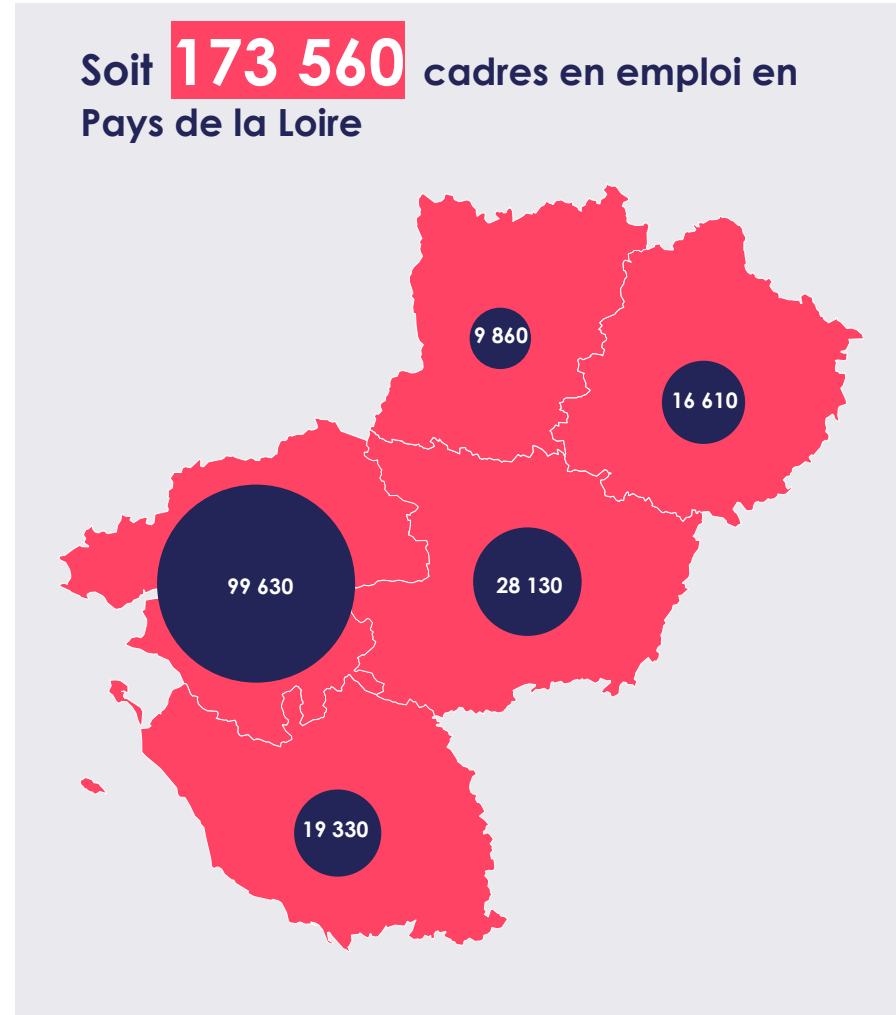 Soit 173 560 cadres en emploi en
Pays de la Loire
9 860
16 610
99 630
28 130
19 330